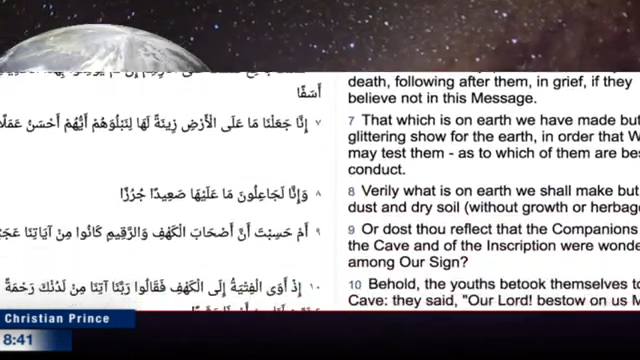 أَسَفًا
٧ إِنَّا جَعَلْنَا مَا عَلَى الْأَرْضِ زِينَةً لَهَا لِنَبْلُوَهُمْ أَيُّهُمْ أَحْسَنُ عَمَلًا
٨ وَإِنَّا لَجَاعِلُونَ مَا عَلَيْهَا صَعِيدًا جُرُزًا
٩ أَمْ حَسِبْتَ أَنَّ أَصْحَابَ الْكَهْفِ وَالرَّقِيمِ كَانُوا مِنْ آيَاتِنَا
١٠ إِذْ أَوَى الْفِتْيَةُ إِلَى الْكَهْفِ فَقَالُوا رَبَّنَا آتِنَا مِنْ لَدُنْكَ رَحْمَةً
death, following after them, in grief, if they
believe not in this Message.
7 That which is on earth we have made but
glittering show for the earth, in order that W
may test them - as to which of them are bes
conduct.
8 Verily what is on earth we shall make but
dust and dry soil (without growth or herbage
9 Or dost thou reflect that the Companions
the Cave and of the Inscription were wonde
among Our Sign?
10 Behold, the youths betook themselves to
Cave: they said, "Our Lord! bestow on us M
Christian Prince
8:41